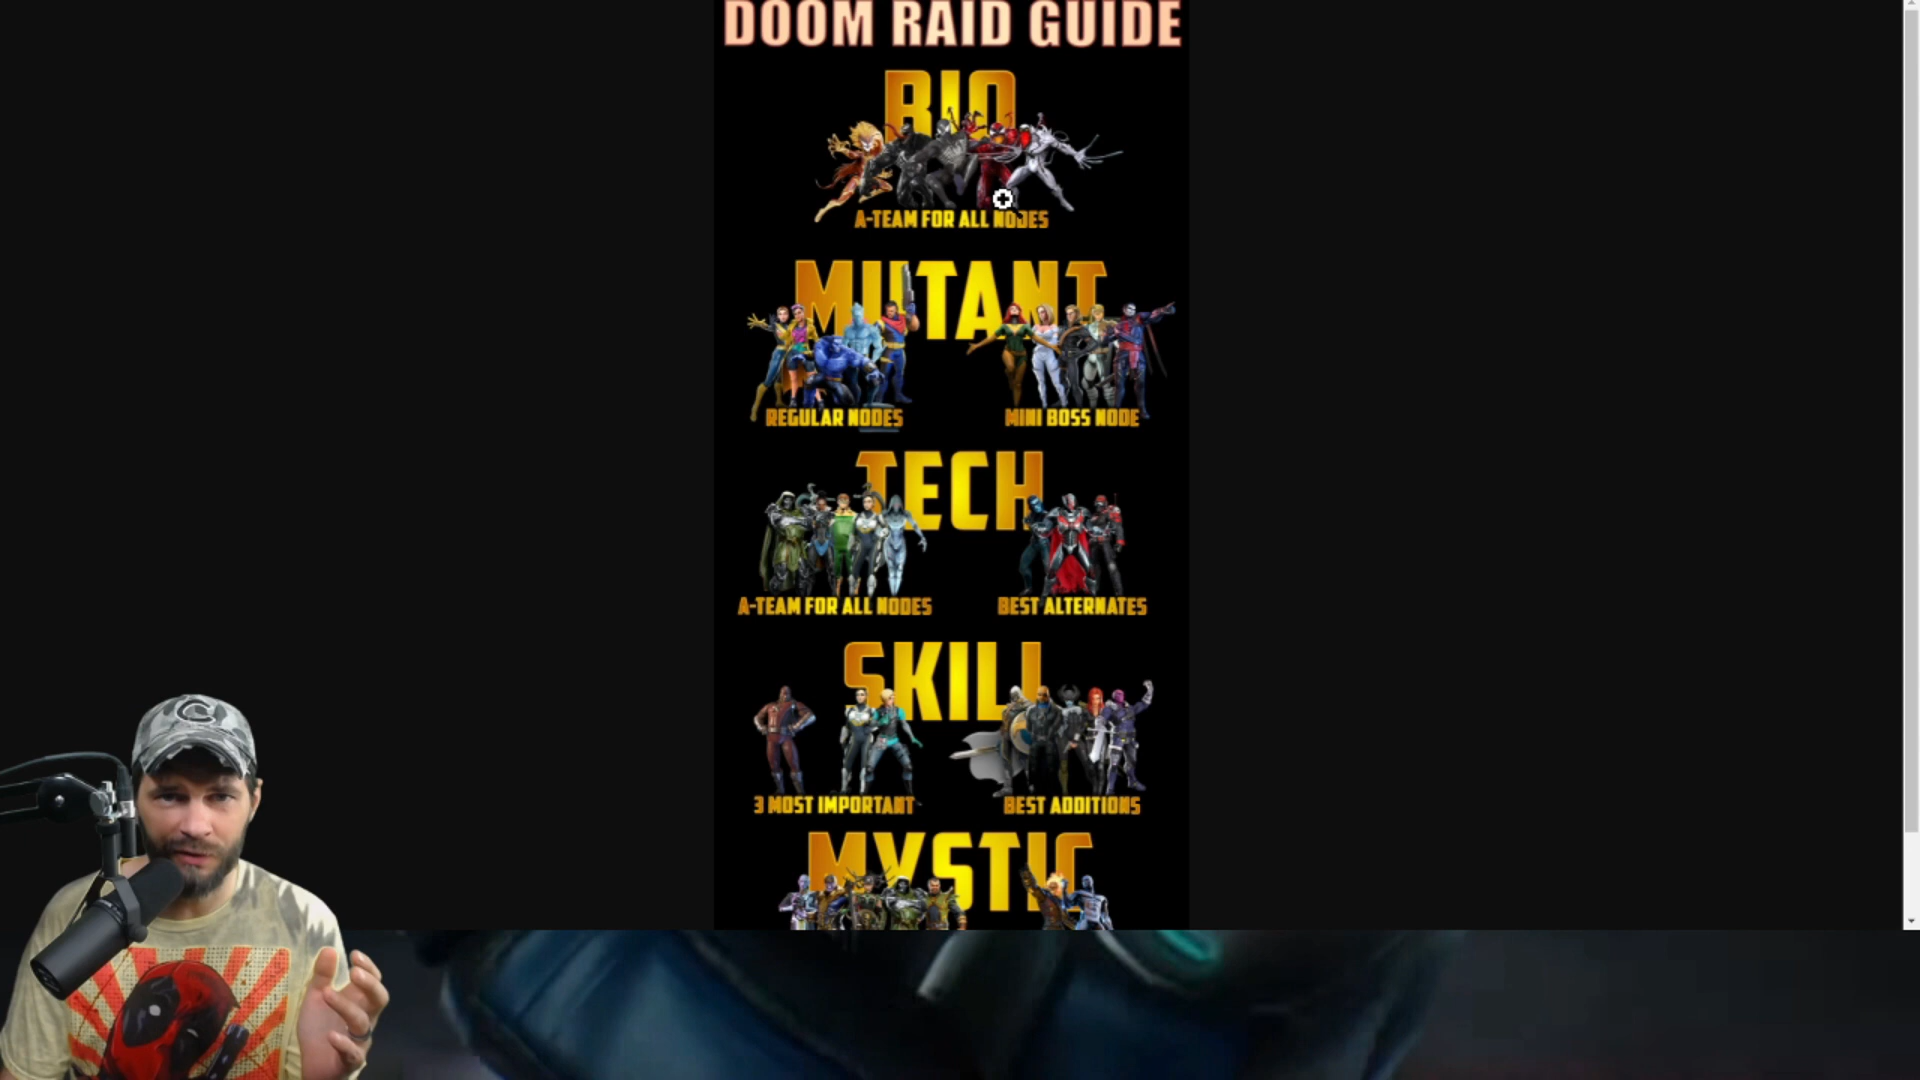 DOOM RAID GUIDE
BIO
A-TEAM FOR ALL NODES
MUTANT
REGULAR NODES
MINI BOSS NODE
TECH
A-TEAM FOR ALL NODES
BEST ALTERNATES
SKILL
3 MOST IMPORTANT
BEST ADDITIONS
MYSTIC
C